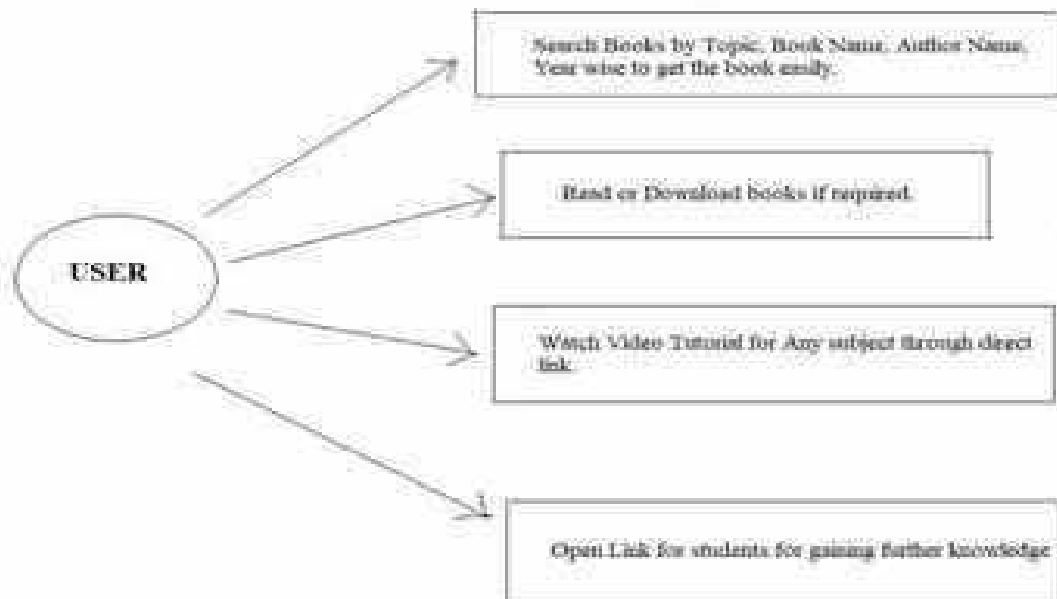 Search Books by Topic, Book Name, Author Name,
Year wise to get the book easily.
Read or Download books if required.
USER
Watch Video Tutorial for Any subject through direct
link.
Open Link for students for gaining further knowledge